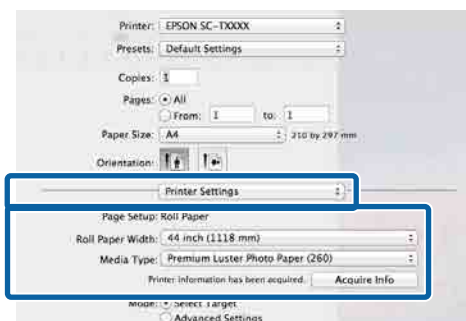 Printer: EPSON SC-TXXXX
Presets: Default Settings
Copies: 1
Pages: All
From: 1 to: 1
Paper Size: A4 210 by 297 mm
Orientation:
Printer Settings
Page Setup: Roll Paper
Roll Paper Width: 44 inch (1118 mm)
Media Type: Premium Luster Photo Paper (260)
Printer information has been acquired. Acquire Info
Mode: Select Target
Advanced Settings